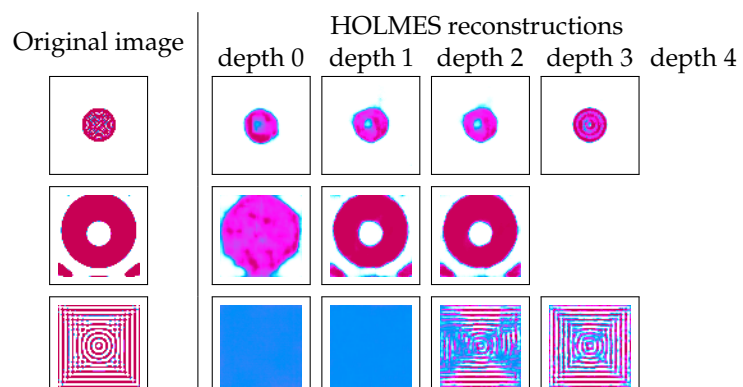 Original image
HOLMES reconstructions
depth 0 depth 1 depth 2 depth 3 depth 4